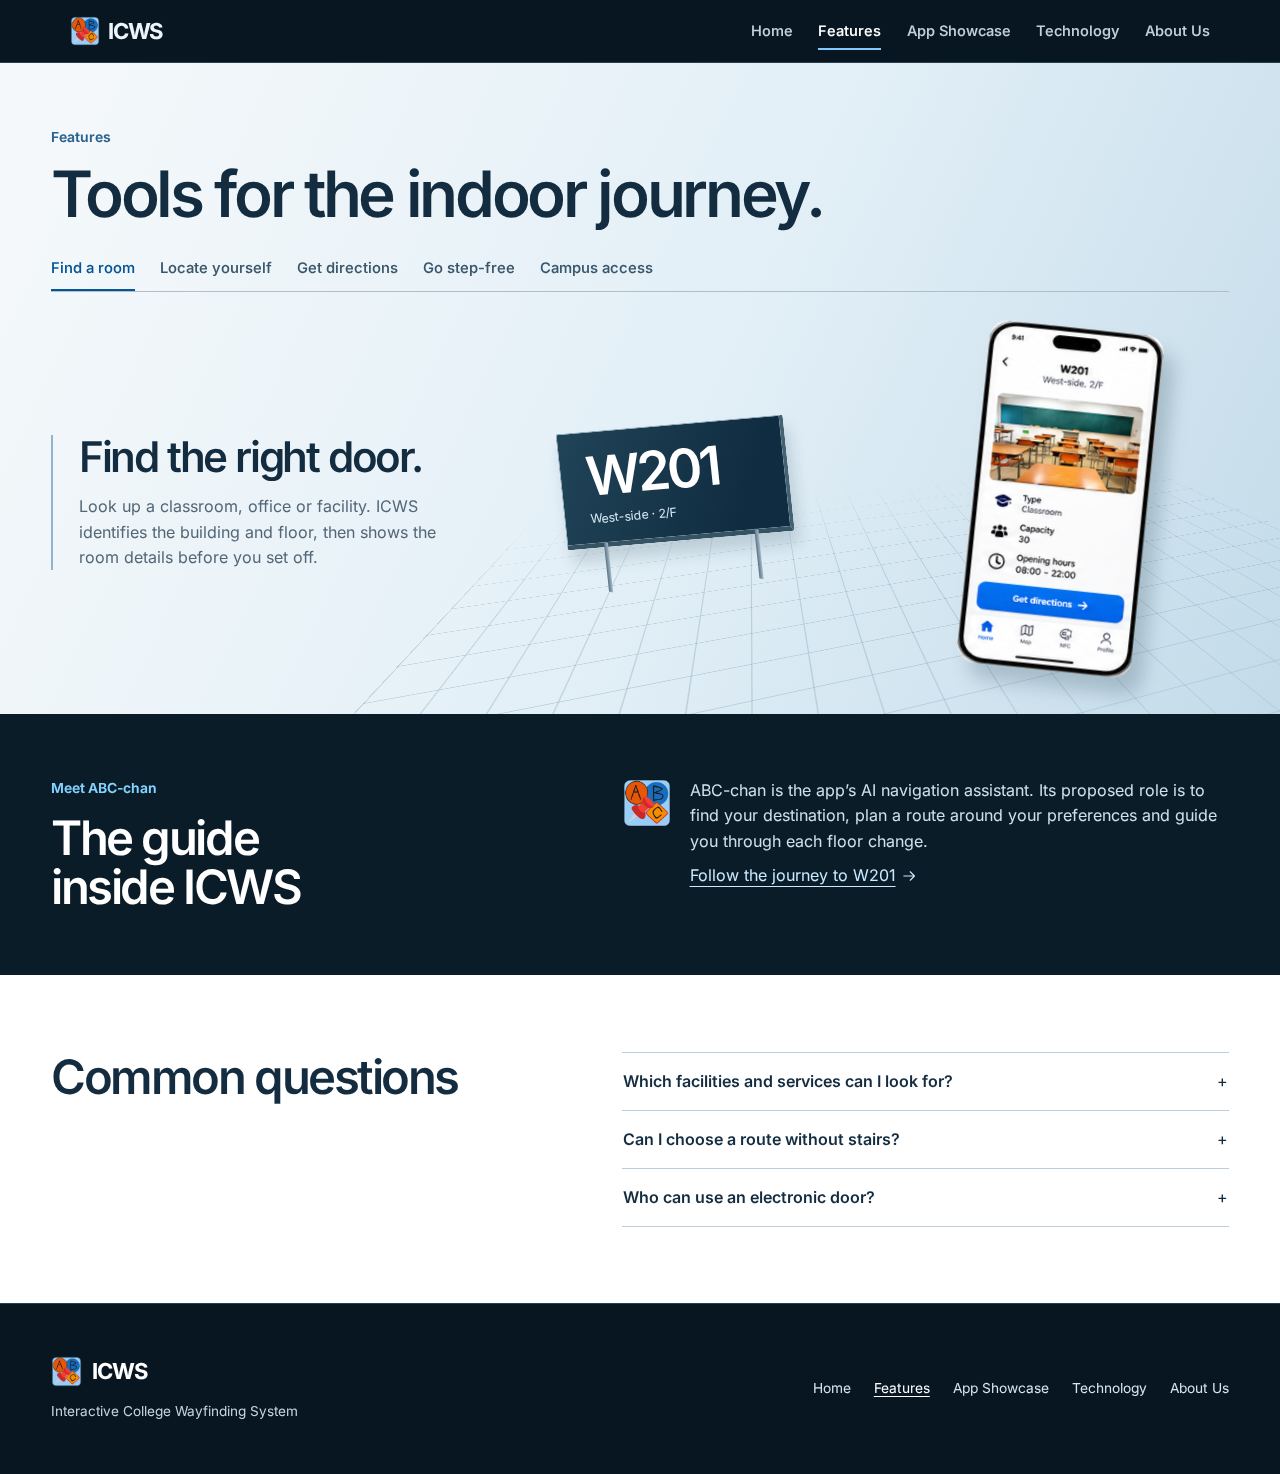 ABC ICWS
Home Features App Showcase Technology About Us
Features
Tools for the indoor journey.
Find a room Locate yourself Get directions Go step-free Campus access
Find the right door.
Look up a classroom, office or facility. ICWS
identifies the building and floor, then shows the
room details before you set off.
W201
West-side · 2/F
9:41
W201
West-side, 2/F
Type
Classroom
Capacity
30
Opening hours
08:00 – 22:00
Get directions →
Home Map NFC Profile
Meet ABC-chan
The guide
inside ICWS
ABC
ABC-chan is the app’s AI navigation assistant. Its proposed role is to
find your destination, plan a route around your preferences and guide
you through each floor change.
Follow the journey to W201 →
Common questions
Which facilities and services can I look for? +
Can I choose a route without stairs? +
Who can use an electronic door? +
ABC ICWS
Interactive College Wayfinding System
Home Features App Showcase Technology About Us